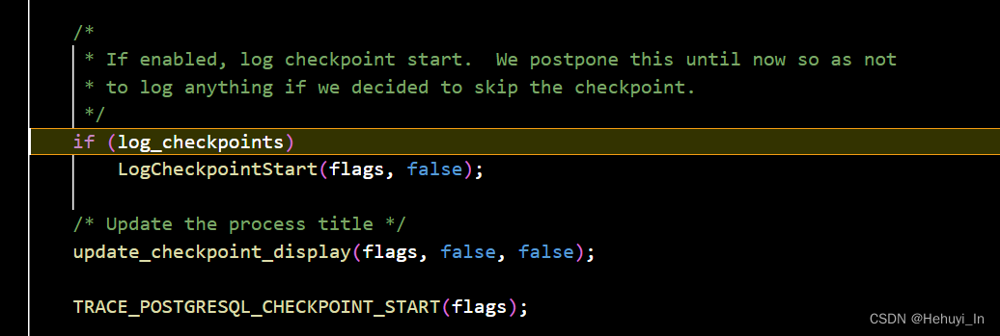 /*
* If enabled, log checkpoint start.  We postpone this until now so as not
* to log anything if we decided to skip the checkpoint.
*/
if (log_checkpoints)
LogCheckpointStart(flags, false);
/* Update the process title */
update_checkpoint_display(flags, false, false);
TRACE_POSTGRESQL_CHECKPOINT_START(flags);
CSDN @Hehuyi_In